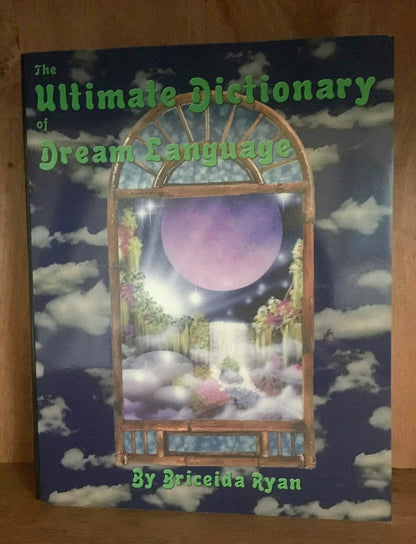 The
Ultimate Dictionary
of
Dream Language
By Briceida Ryan